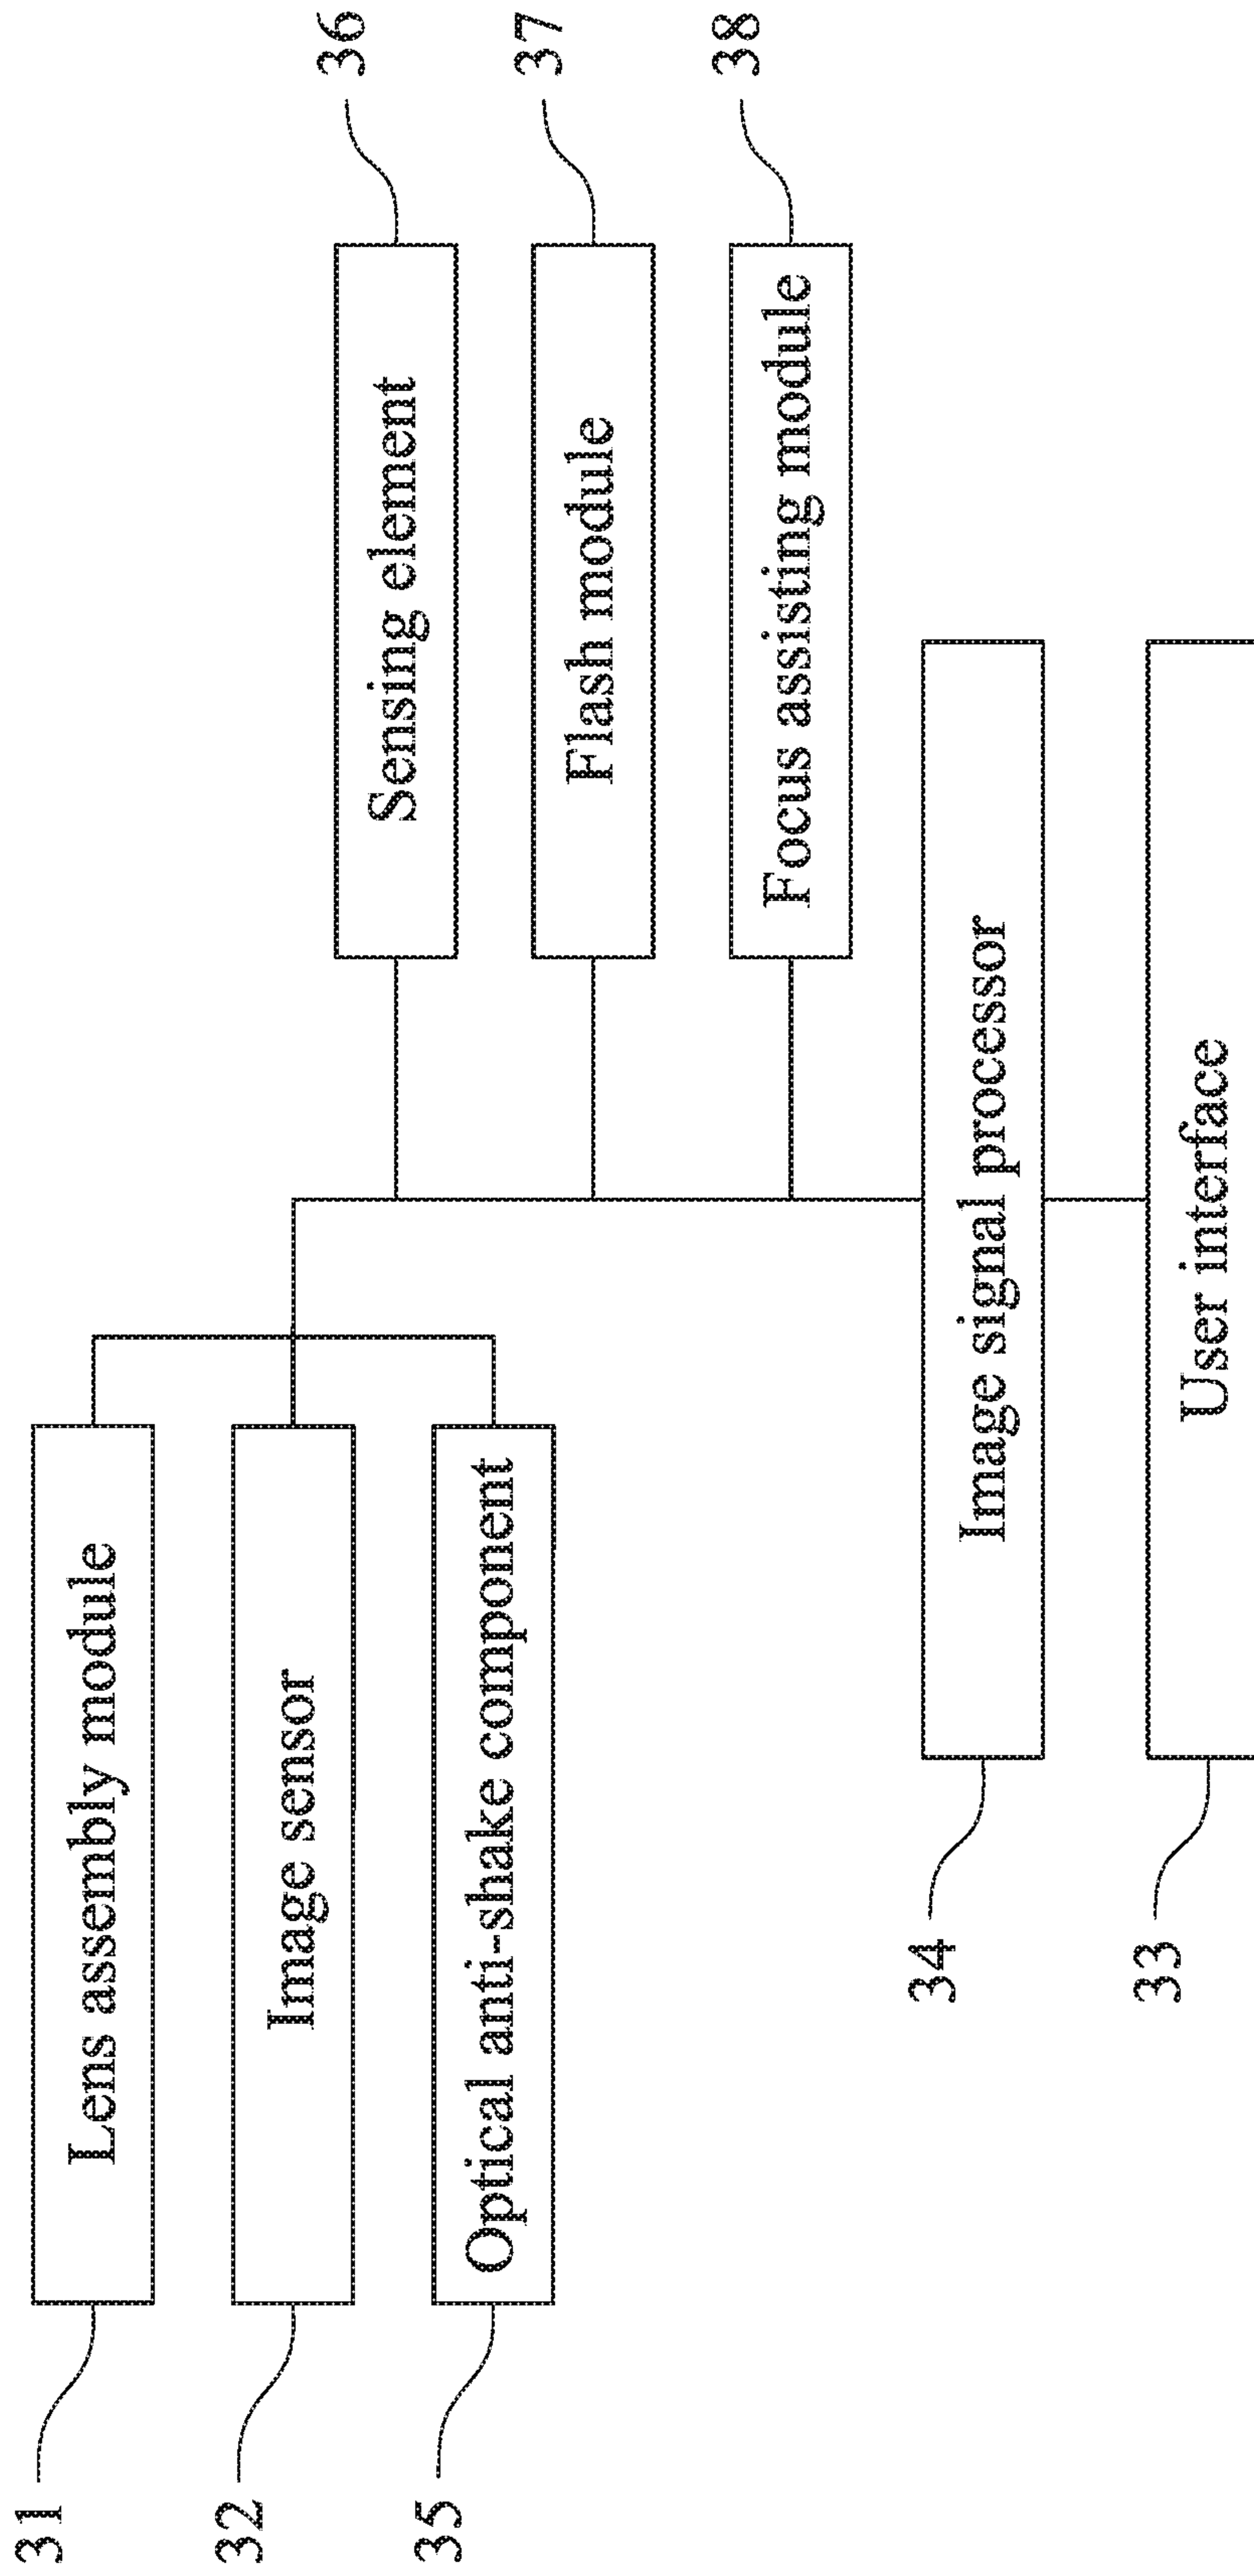 31
Lens assembly module
32
Image sensor
35
Optical anti-shake component
Sensing element
36
Flash module
37
Focus assisting module
38
34
Image signal processor
33
User interface